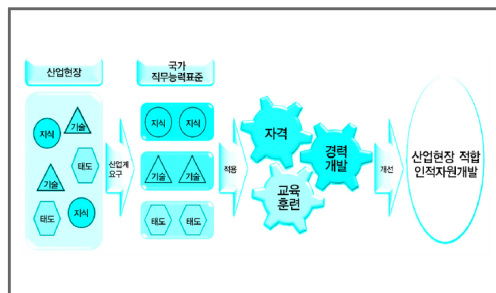 산업현장
지식
기술
태도
기술
태도
지식
산업계
요구
국가
직무능력표준
지식 지식
기술 기술
태도 태도
적용
자격
경력
개발
교육
훈련
개선
산업현장 적합
인적자원개발